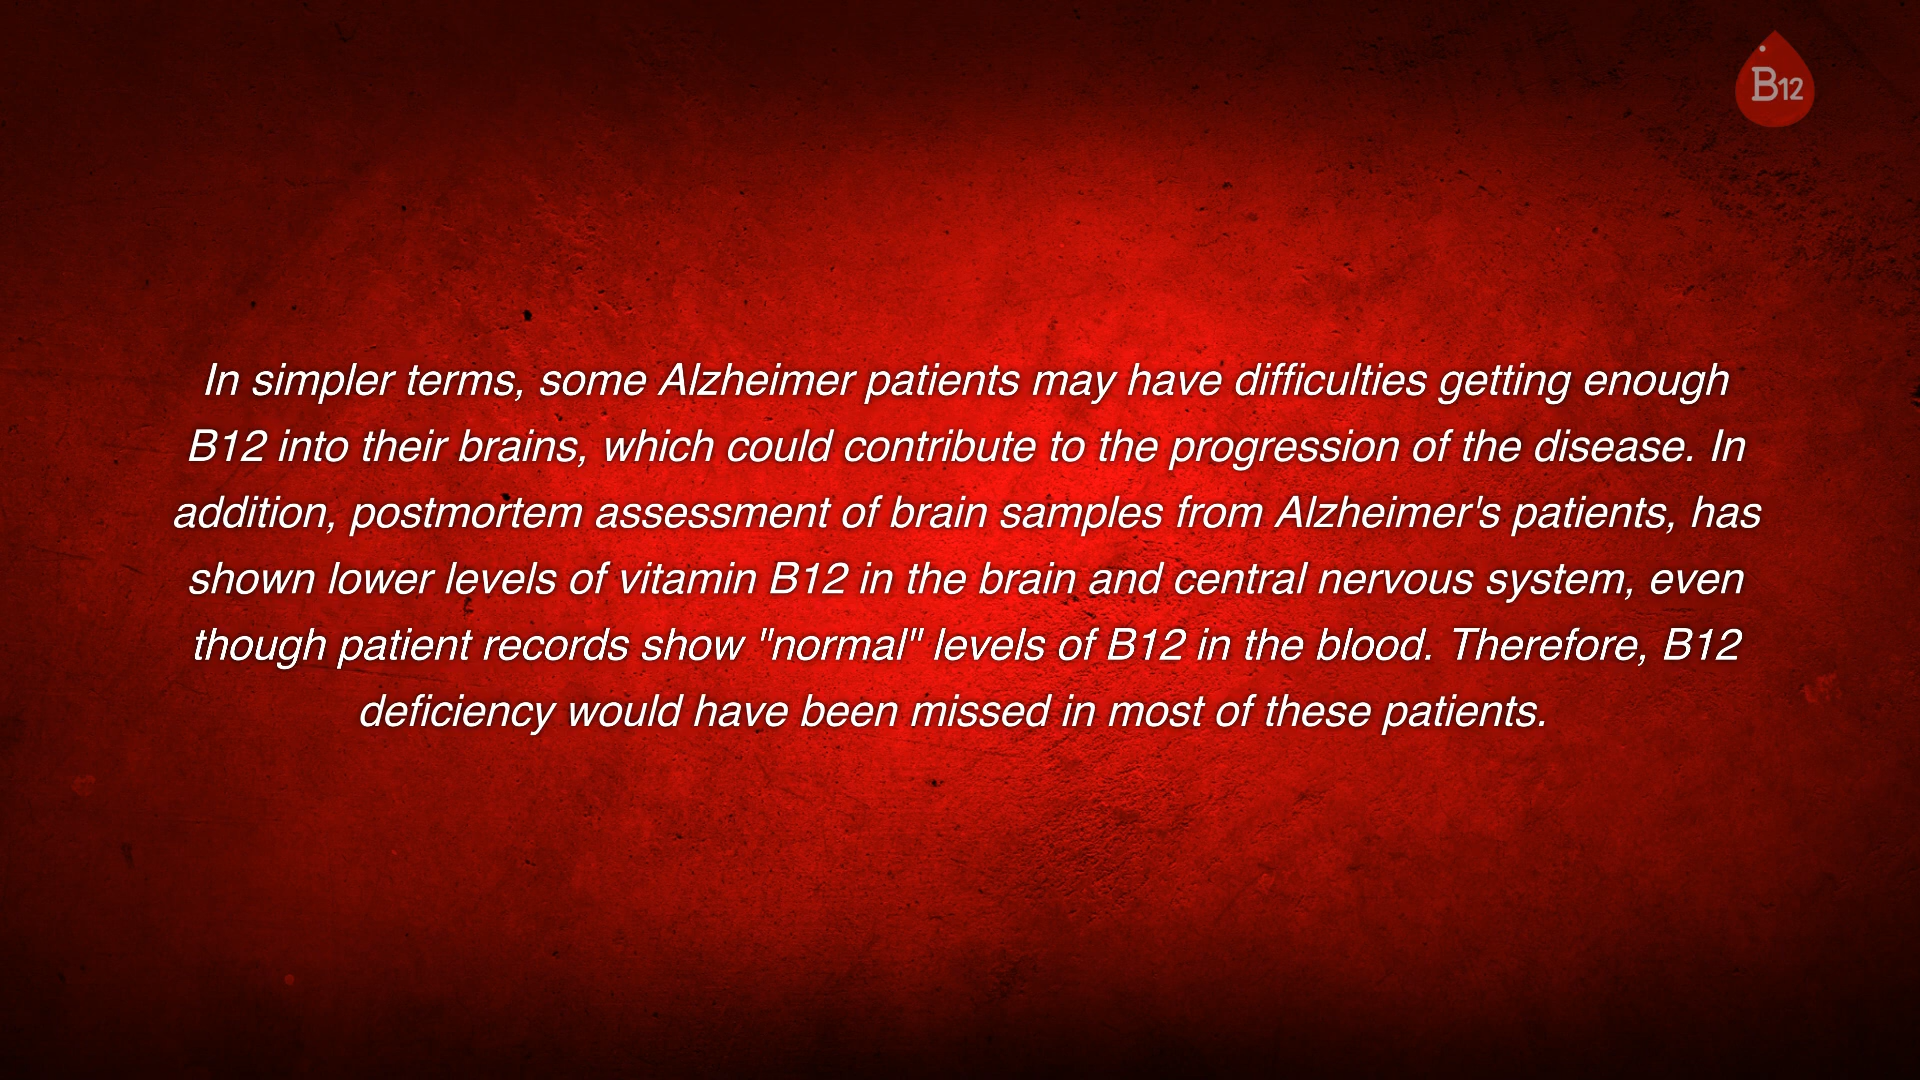 B12
In simpler terms, some Alzheimer patients may have difficulties getting enough
B12 into their brains, which could contribute to the progression of the disease. In
addition, postmortem assessment of brain samples from Alzheimer's patients, has
shown lower levels of vitamin B12 in the brain and central nervous system, even
though patient records show "normal" levels of B12 in the blood. Therefore, B12
deficiency would have been missed in most of these patients.